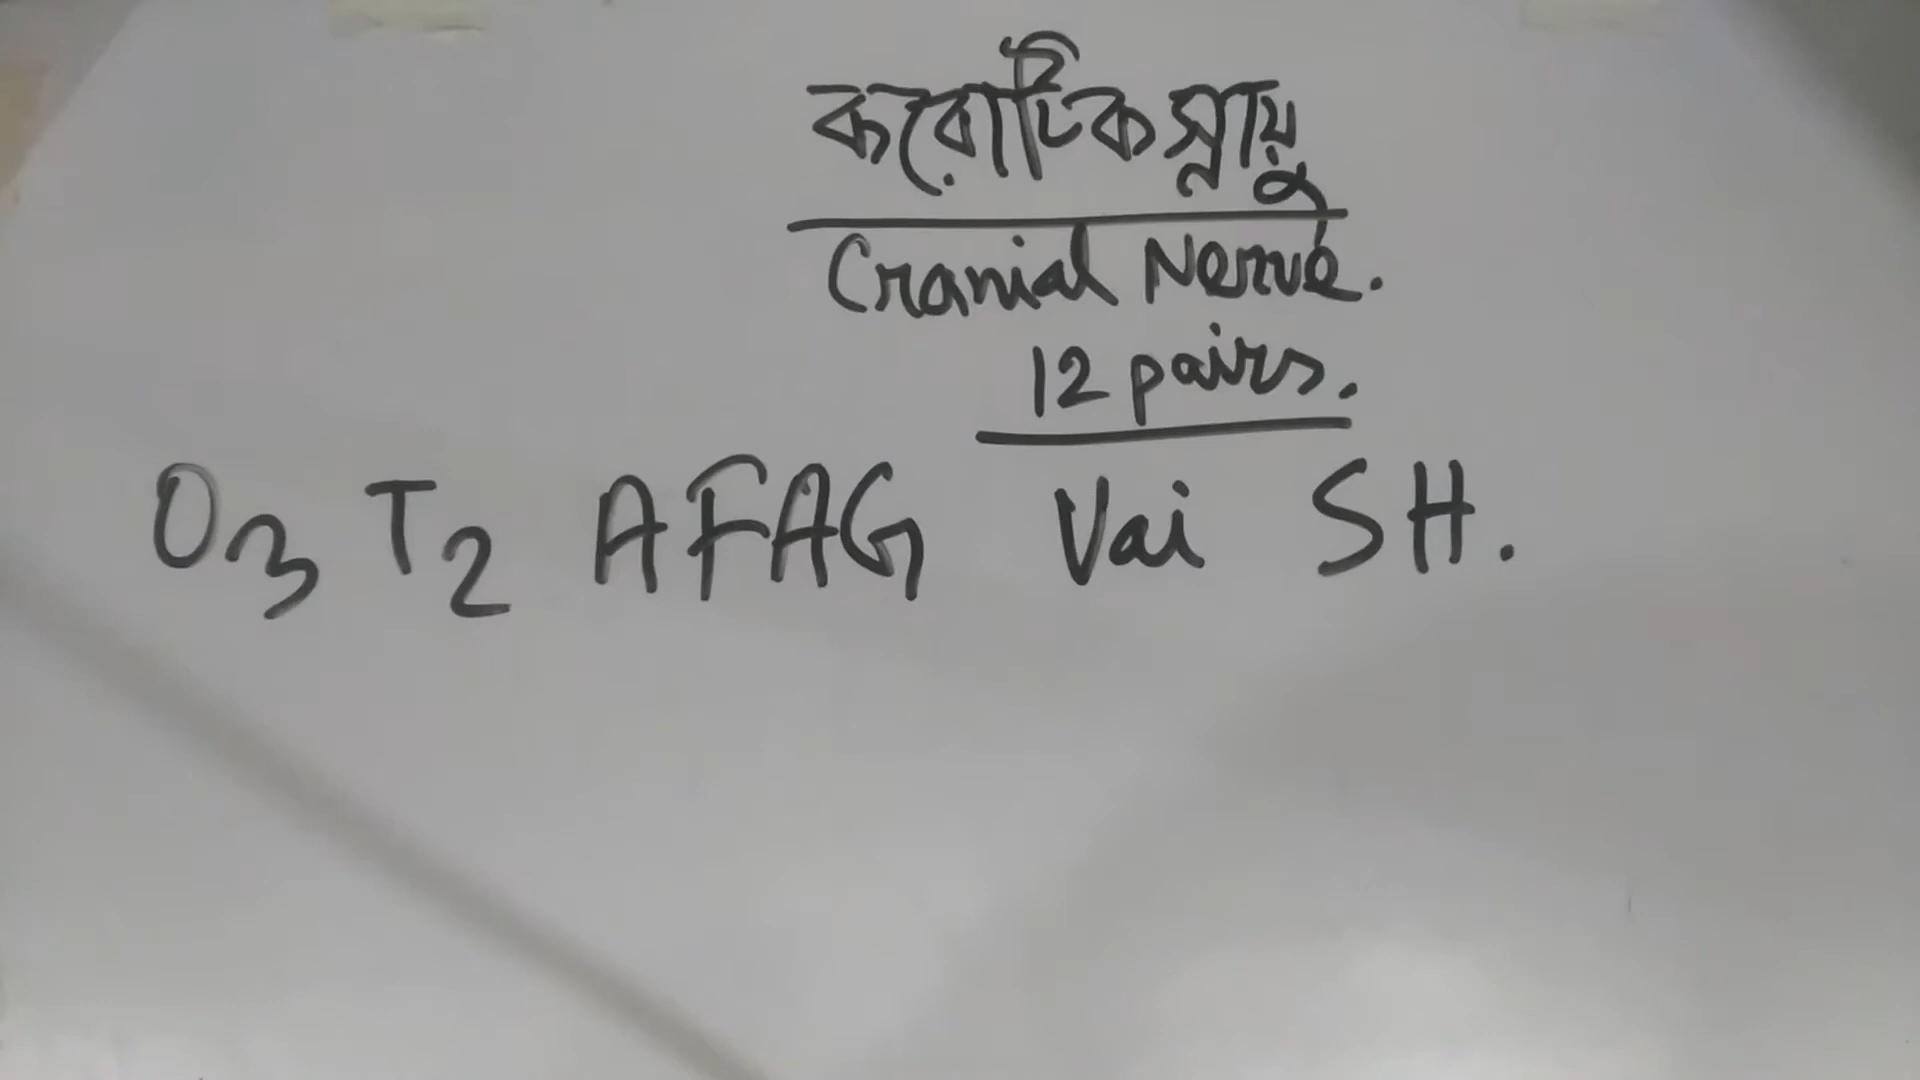 করোটিক স্নায়ু
Cranial Nerve.
12 pairs.
O3 T2 AFAG Vai SH.